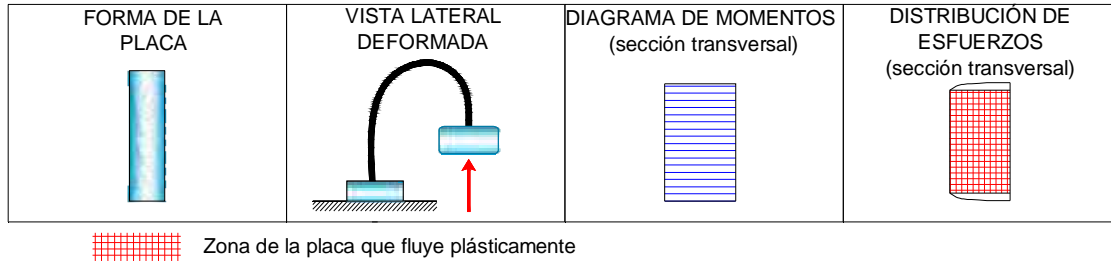 FORMA DE LA
PLACA
VISTA LATERAL
DEFORMADA
DIAGRAMA DE MOMENTOS
(sección transversal)
DISTRIBUCIÓN DE
ESFUERZOS
(sección transversal)
Zona de la placa que fluye plásticamente